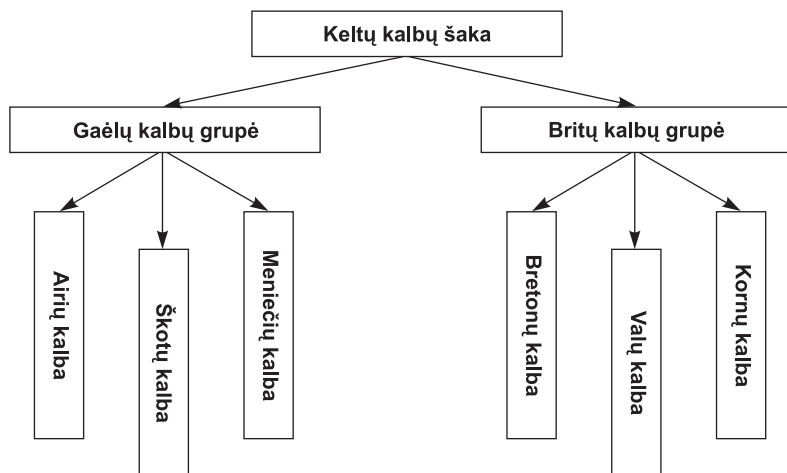 Keltų kalbų šaka
Gaėlų kalbų grupė
Britų kalbų grupė
Airių kalba
Škotų kalba
Meniečių kalba
Bretonų kalba
Valų kalba
Kornų kalba